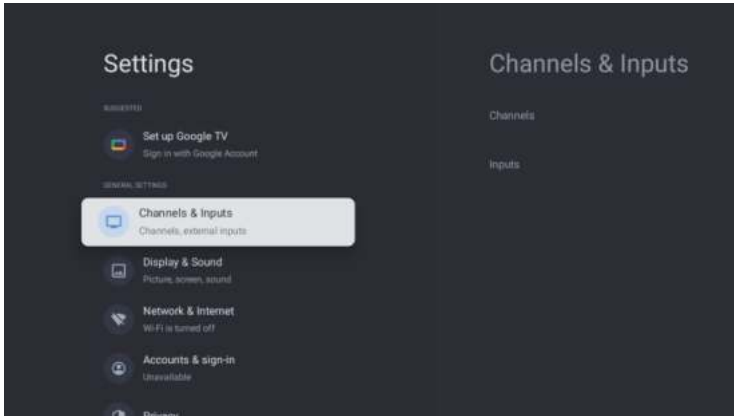 Settings
SUGGESTED
Set up Google TV
Sign in with Google Account
GENERAL SETTINGS
Channels & Inputs
Channels, external inputs
Display & Sound
Picture, screen, sound
Network & Internet
Wi-Fi is turned off
Accounts & sign-in
Unavailable
Privacy
Channels & Inputs
Channels
Inputs